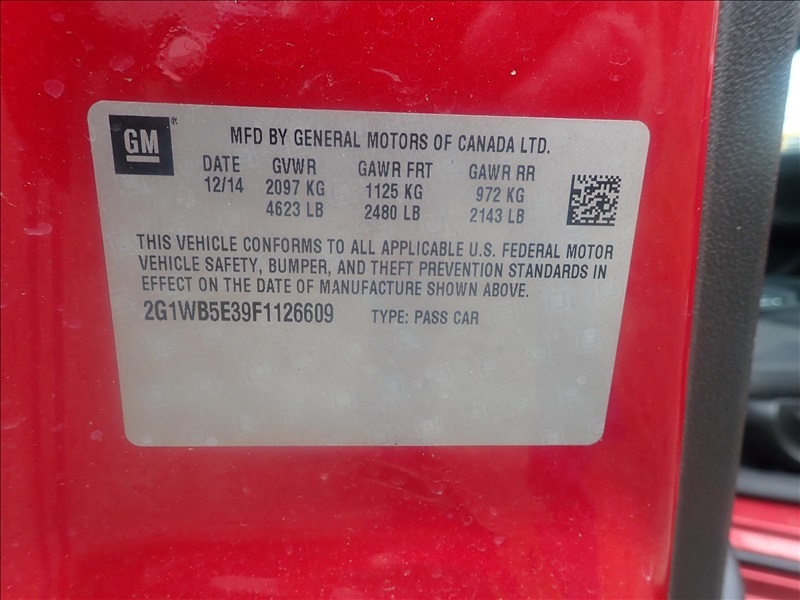 GM ®
MFD BY GENERAL MOTORS OF CANADA LTD.
DATE GVWR GAWR FRT GAWR RR
12/14 2097 KG 1125 KG 972 KG
4623 LB 2480 LB 2143 LB
THIS VEHICLE CONFORMS TO ALL APPLICABLE U.S. FEDERAL MOTOR
VEHICLE SAFETY, BUMPER, AND THEFT PREVENTION STANDARDS IN
EFFECT ON THE DATE OF MANUFACTURE SHOWN ABOVE.
2G1WB5E39F1126609 TYPE: PASS CAR